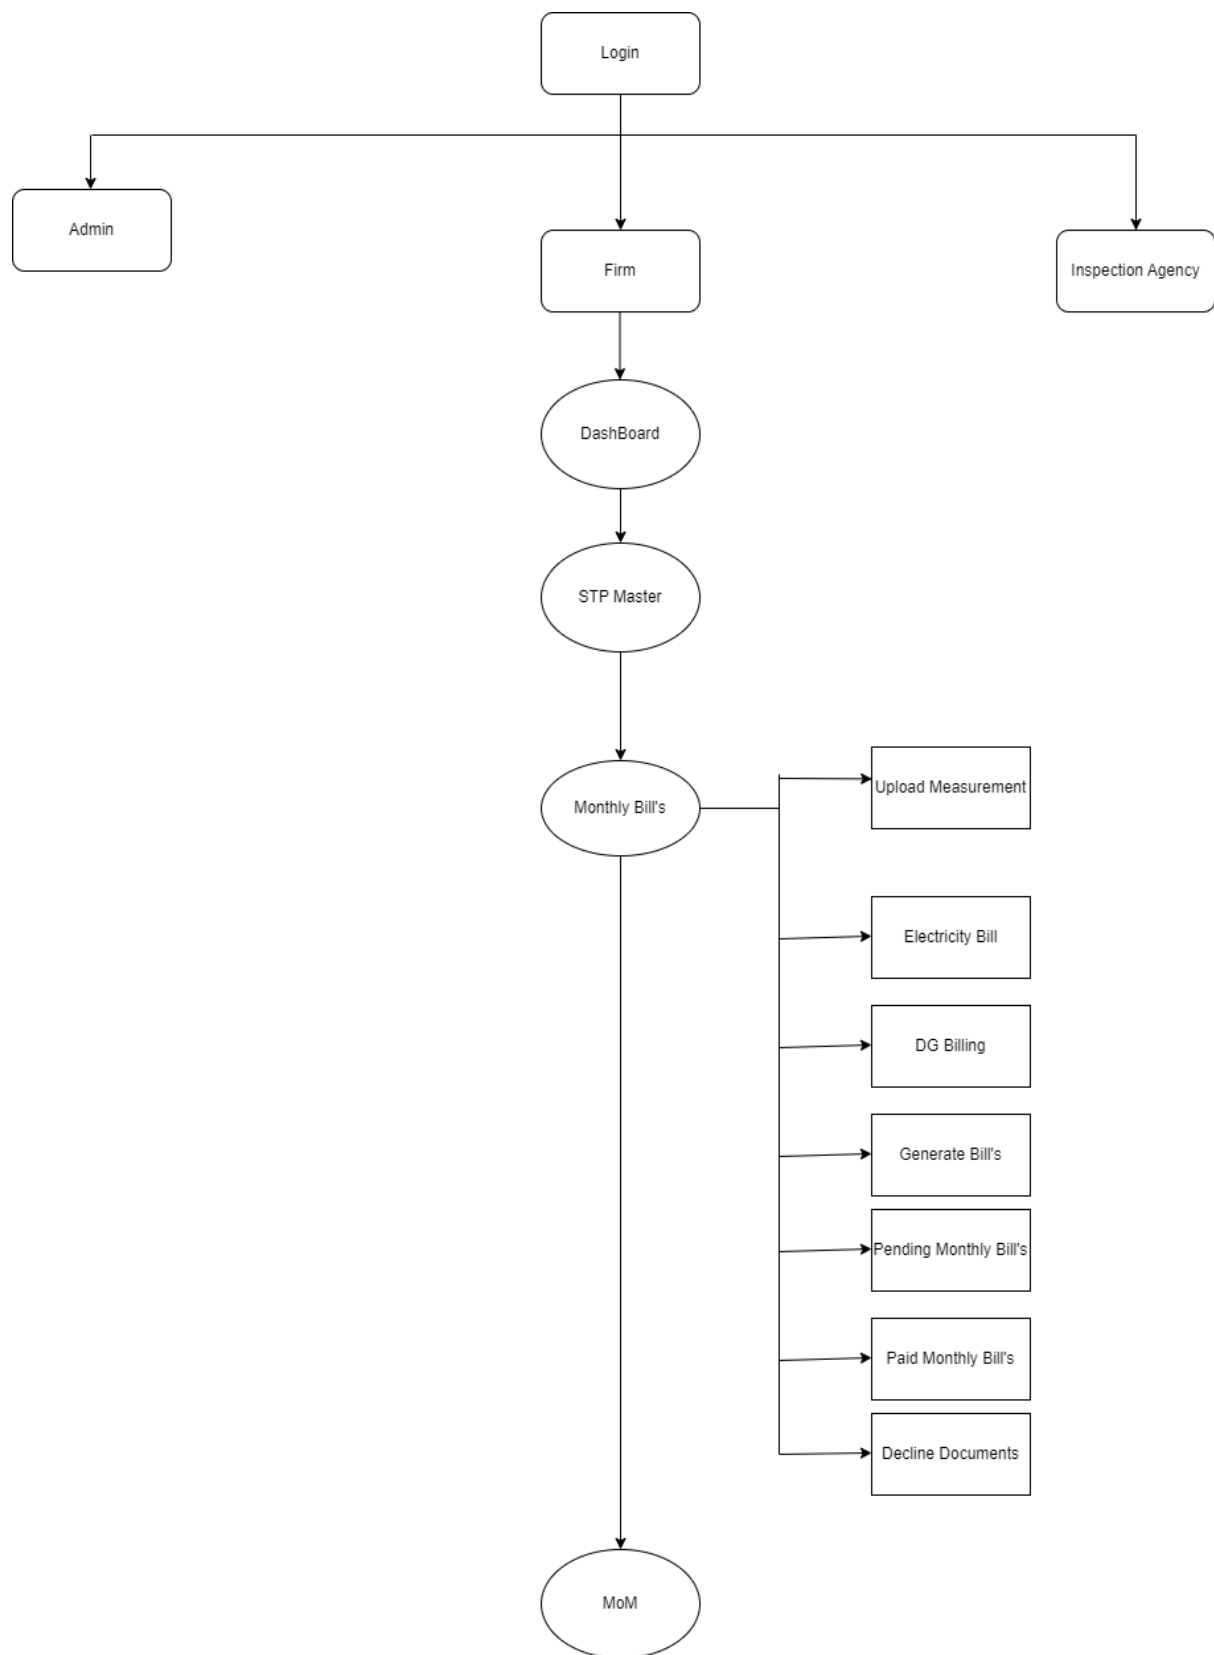 Login
Admin
Firm
Inspection Agency
DashBoard
STP Master
Monthly Bill's
Upload Measurement
Electricity Bill
DG Billing
Generate Bill's
Pending Monthly Bill's
Paid Monthly Bill's
Decline Documents
MoM